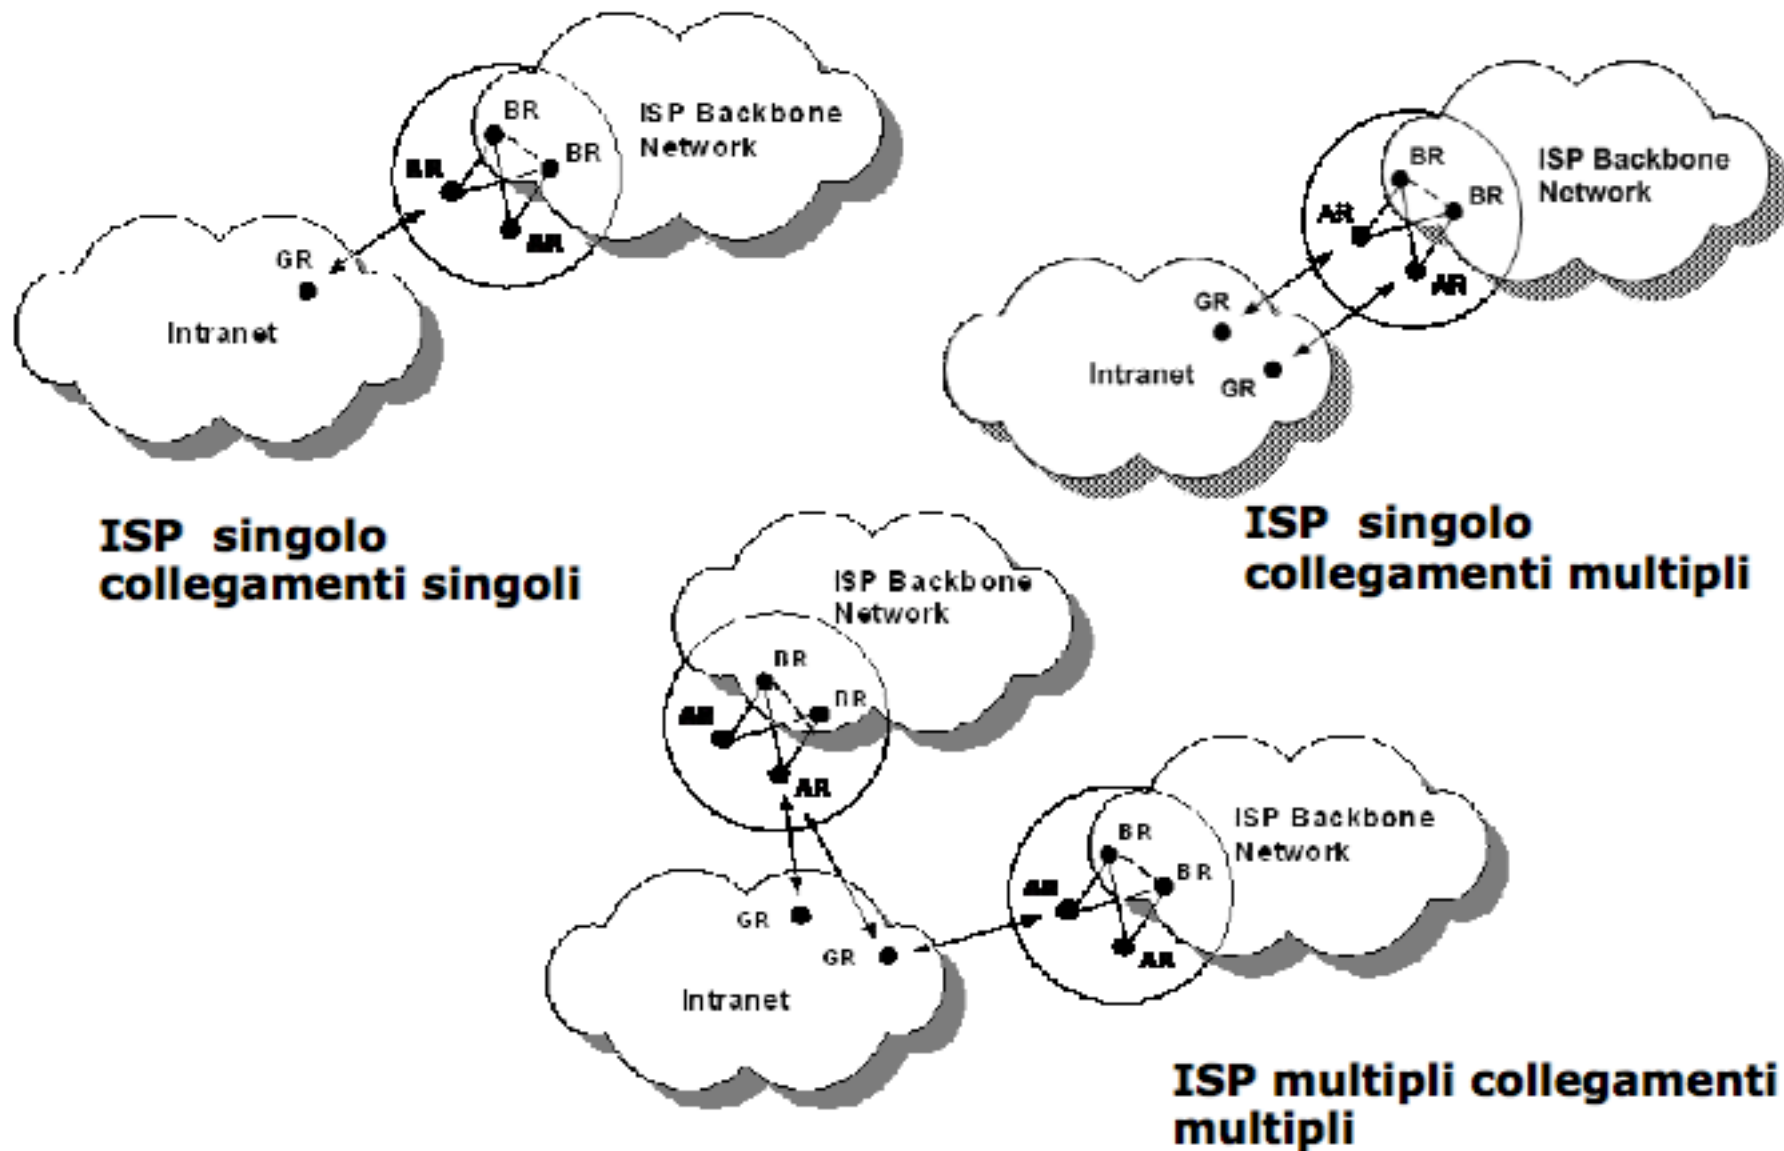 BR
ISP Backbone
Network
BR
AR
GR
Intranet
ISP singolo
collegamenti singoli
BR
ISP Backbone
Network
BR
AR
AR
GR
Intranet
GR
ISP singolo
collegamenti multipli
ISP Backbone
Network
BR
BR
AR
AR
GR
GR
Intranet
BR
ISP Backbone
Network
BR
AR
AR
ISP multipli collegamenti
multipli